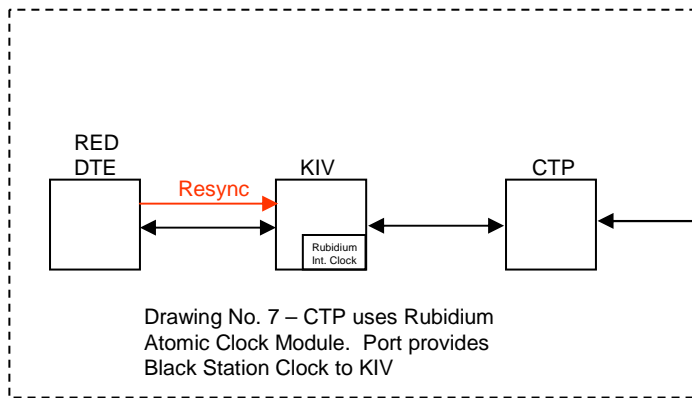 RED
DTE
KIV
CTP
Resync
Rubidium
Int. Clock
Drawing No. 7 – CTP uses Rubidium
Atomic Clock Module.  Port provides
Black Station Clock to KIV